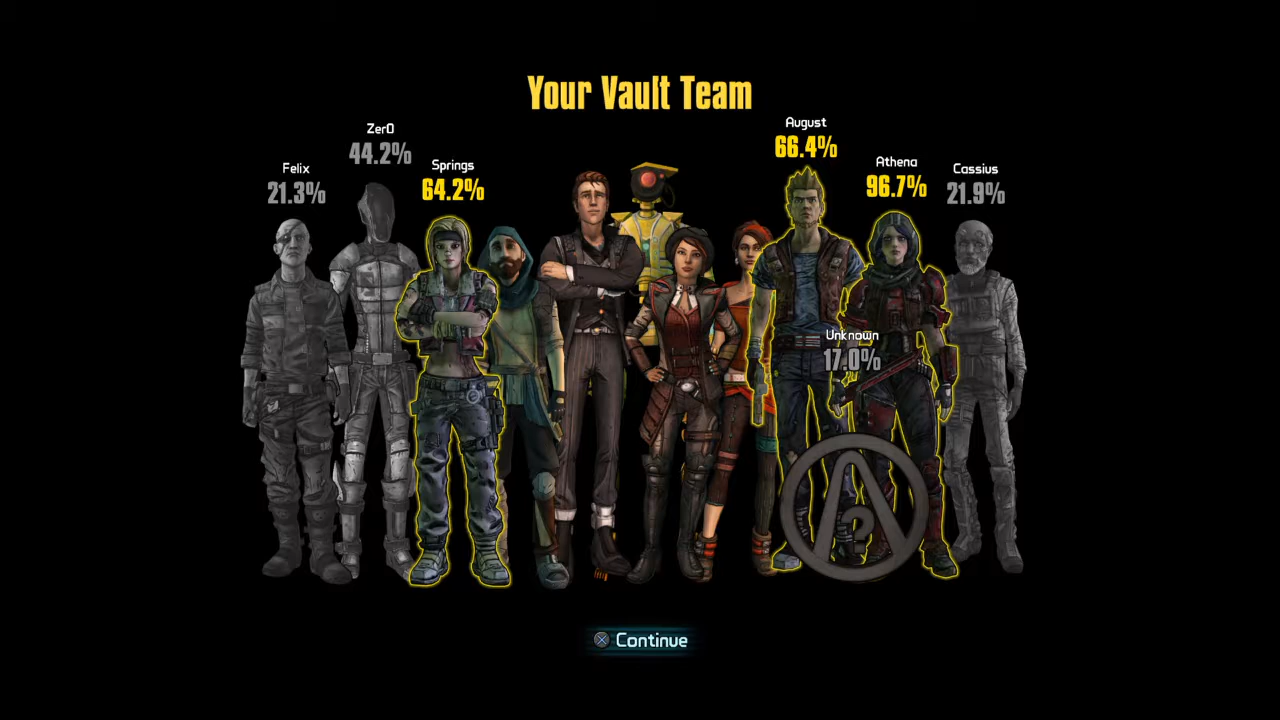 Your Vault Team
Felix
21.3%
Zer0
44.2%
Springs
64.2%
August
66.4%
Athena
96.7%
Cassius
21.9%
Unknown
17.0%
?
Continue